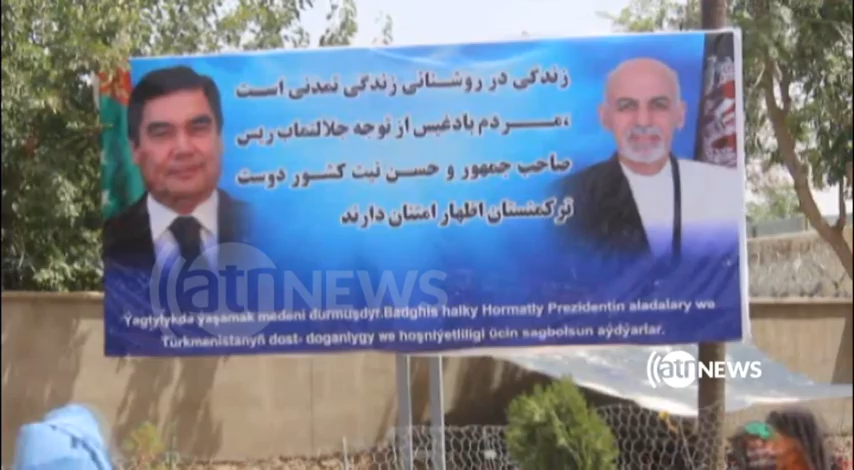 زندگی در روشنائی زندگی تمدنی است
،مردم بادغیس از توجه جلالتماب ریس
صاحب جمهور و حسن نیت کشور دوست
ترکمنستان اظهار امتنان دارند
Ýagtylykda ýaşamak medeni durmuşdyr.Badghis halky Hormatly Prezidentin aladalary we
Türkmenistanyň dost- doganlygy we hoşniýetliligi ücin sagbolsun aýdýarlar.
atn NEWS
atn NEWS